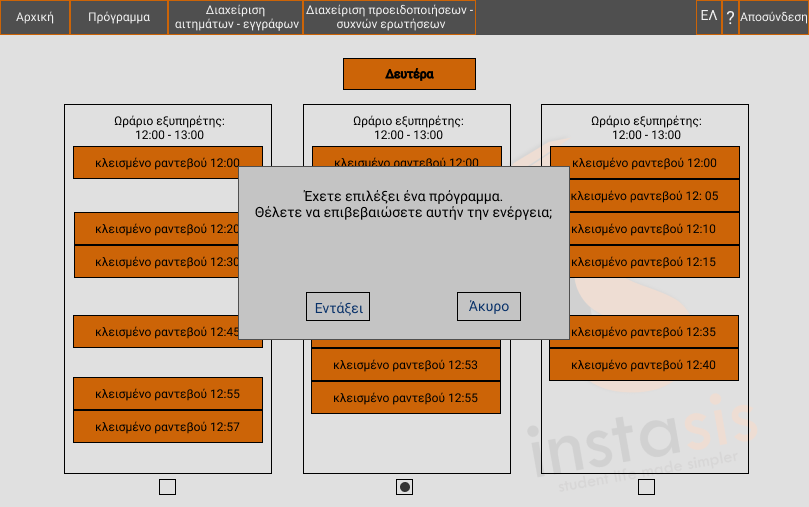 Αρχική
Πρόγραμμα
Διαχείριση
αιτημάτων - εγγράφων
Διαχείριση προειδοποιήσεων -
συχνών ερωτήσεων
ΕΛ
?
Αποσύνδεση
Δευτέρα
Ωράριο εξυπηρέτης:
12:00 - 13:00
κλεισμένο ραντεβού 12:00
κλεισμένο ραντεβού 12:20
κλεισμένο ραντεβού 12:30
κλεισμένο ραντεβού 12:45
κλεισμένο ραντεβού 12:55
κλεισμένο ραντεβού 12:57
Ωράριο εξυπηρέτης:
12:00 - 13:00
κλεισμένο ραντεβού 12:00
κλεισμένο ραντεβού 12:53
κλεισμένο ραντεβού 12:55
Ωράριο εξυπηρέτης:
12:00 - 13:00
κλεισμένο ραντεβού 12:00
κλεισμένο ραντεβού 12: 05
κλεισμένο ραντεβού 12:10
κλεισμένο ραντεβού 12:15
κλεισμένο ραντεβού 12:35
κλεισμένο ραντεβού 12:40
Έχετε επιλέξει ένα πρόγραμμα.
Θέλετε να επιβεβαιώσετε αυτήν την ενέργεια;
Εντάξει
Άκυρο
instasis
student life made simpler